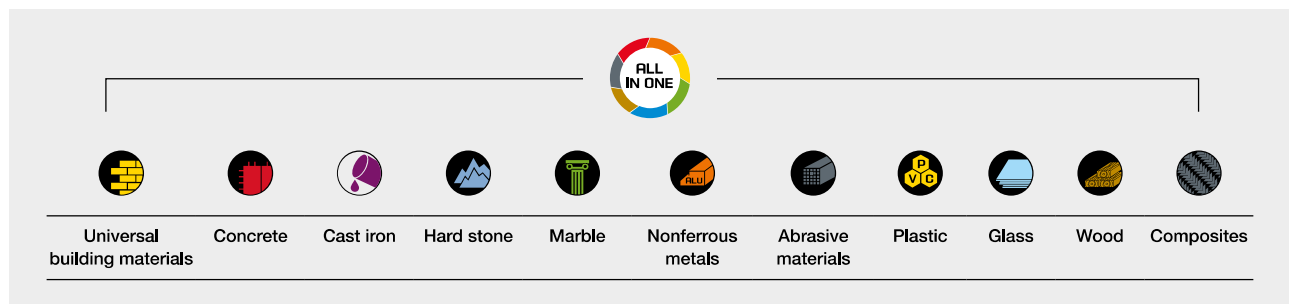 ALL
IN ONE
ALU
P
V C
Universal
building materials
Concrete
Cast iron
Hard stone
Marble
Nonferrous
metals
Abrasive
materials
Plastic
Glass
Wood
Composites